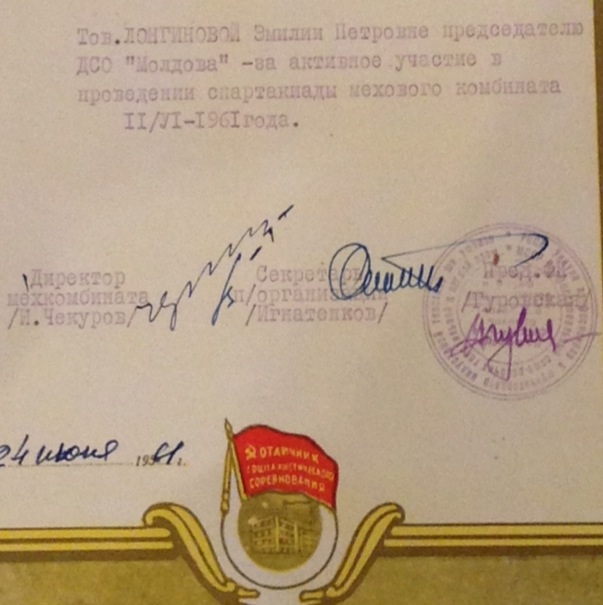 Тов.ЛОНГИНОВОЙ Эмилии Петровне председателю
ДСО "Молдова" -за активное участие в
проведении спартакиады мехового комбината
II/VI-1961года.
Директор
мехкомбината
/И.Чекуров/
Секретарь
п/организации
/Игнатенков/
Пред.ФЗ
/Гуровская/
24 июня 1961 г.
ОТЛИЧНИК
СОЦИАЛИСТИЧЕСКОГО
СОРЕВНОВАНИЯ